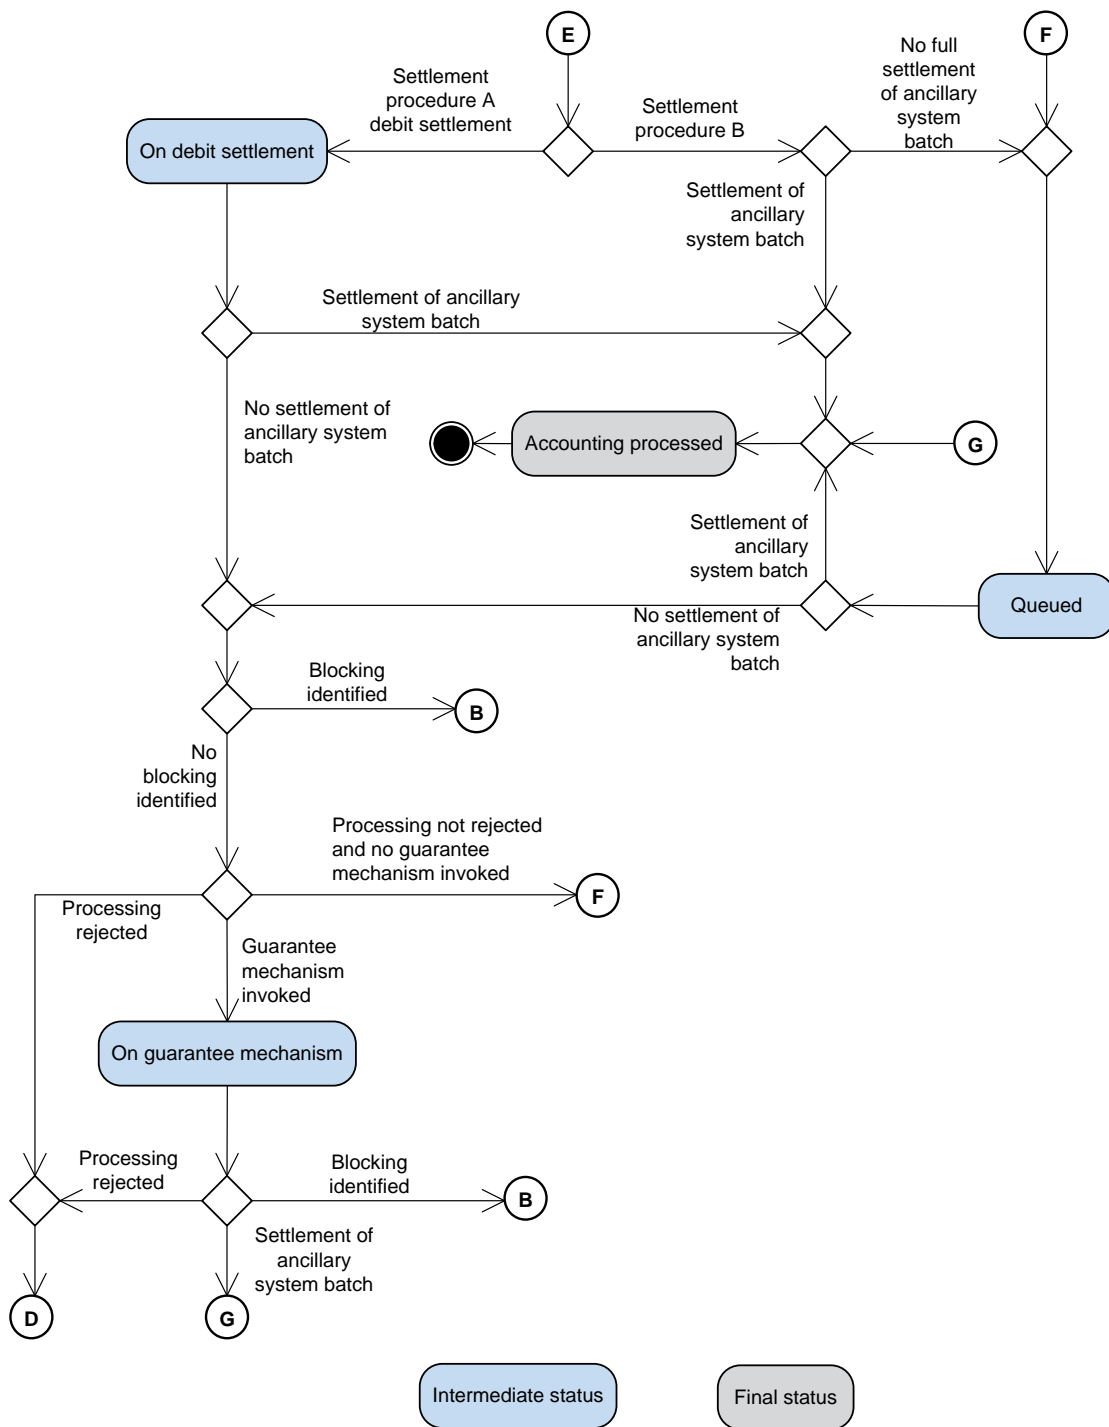 E
F
No full
settlement
of ancillary
system
batch
Settlement
procedure A
debit settlement
Settlement
procedure B
On debit settlement
Settlement of
ancillary
system batch
Settlement of ancillary
system batch
No settlement of
ancillary system
batch
Accounting processed
G
Settlement of
ancillary
system batch
Queued
No settlement of
ancillary system
batch
Blocking
identified
B
No
blocking
identified
Processing not rejected
and no guarantee
mechanism invoked
F
Processing
rejected
Guarantee
mechanism
invoked
On guarantee mechanism
Processing
rejected
Blocking
identified
B
Settlement of
ancillary
system batch
D
G
Intermediate status
Final status